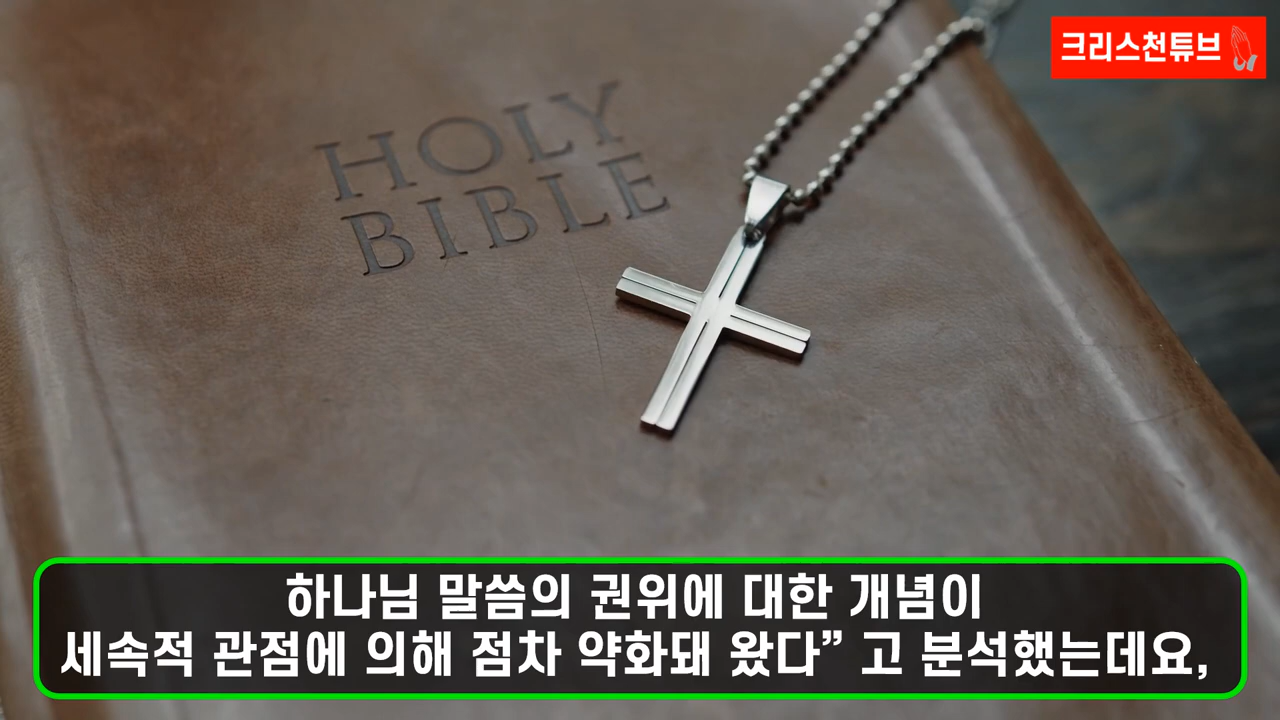 크리스천튜브
HOLY
BIBLE
하나님 말씀의 권위에 대한 개념이
세속적 관점에 의해 점차 약화돼 왔다” 고 분석했는데요,